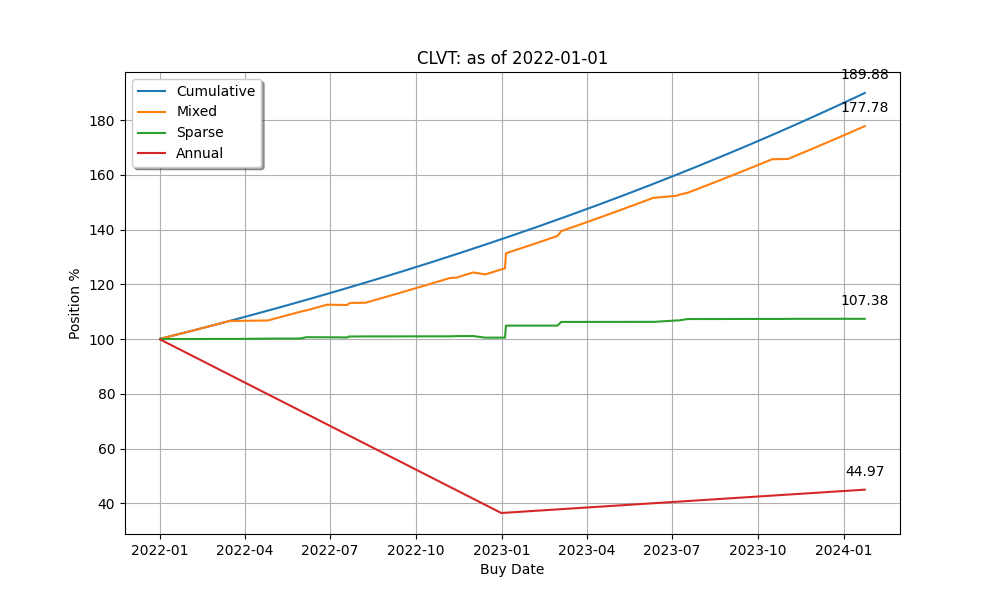 CLVT: as of 2022-01-01
189.88
177.78
107.38
44.97
Cumulative
Mixed
Sparse
Annual
Position %
180
160
140
120
100
80
60
40
2022-01 2022-04 2022-07 2022-10 2023-01 2023-04 2023-07 2023-10 2024-01
Buy Date